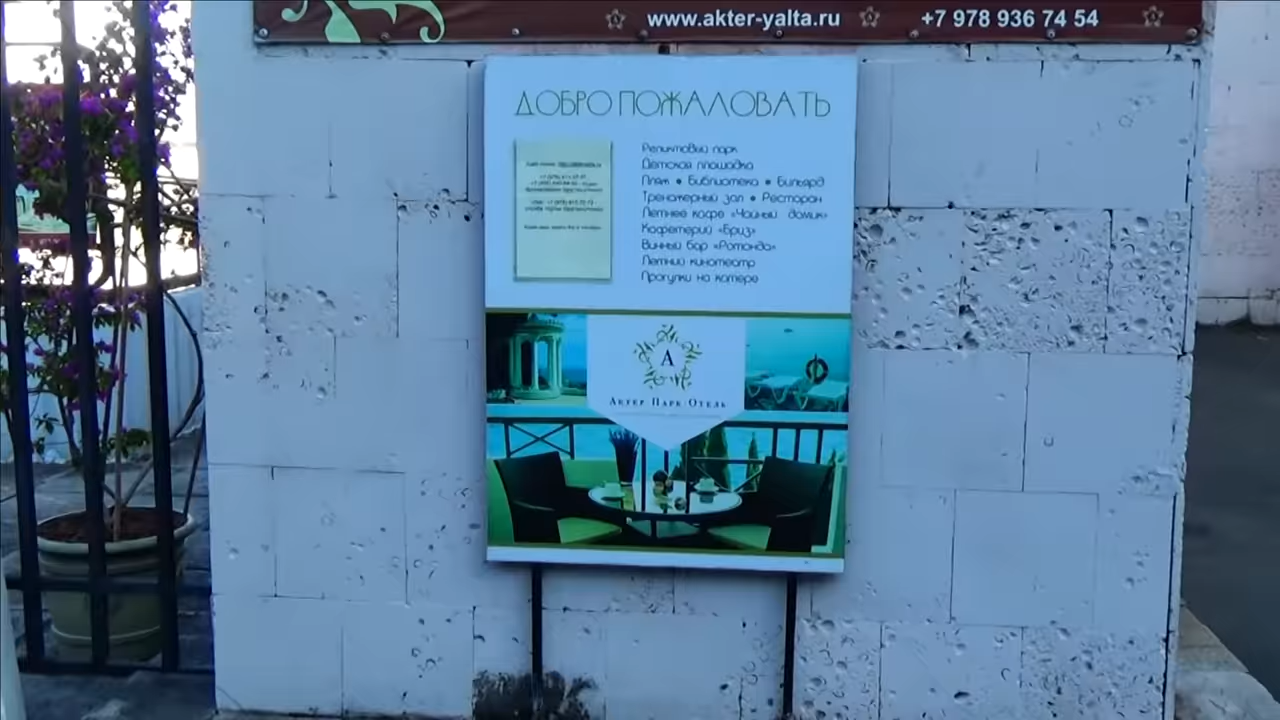 www.akter-yalta.ru +7 978 936 74 54
ДОБРО ПОЖАЛОВАТЬ
Реликтовый парк
Детская площадка
Пляж • Библиотека • Бильярд
Тренажерный зал • Ресторан
Летнее кафе «Чайный домик»
Кафетерий «Бриз»
Винный бар «Ротонда»
Летний кинотеатр
Прогулки на катере
А
Актер Парк-Отель